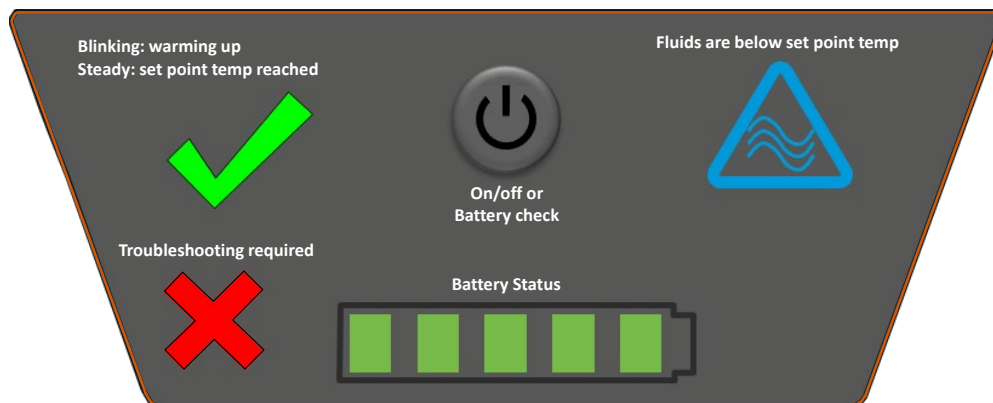 Blinking: warming up
Steady: set point temp reached
Fluids are below set point temp
On/off or
Battery check
Troubleshooting required
Battery Status